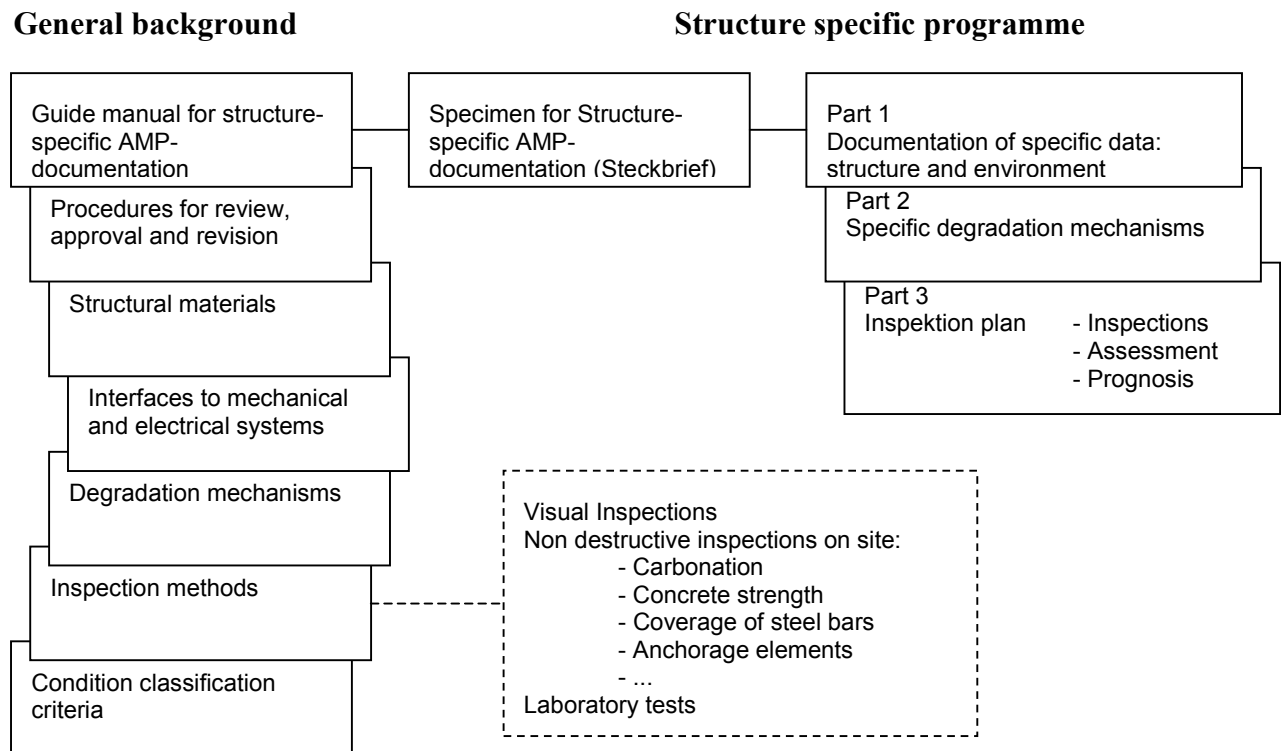 General background
Structure specific programme
Guide manual for structure-
specific AMP-
documentation
Procedures for review,
approval and revision
Structural materials
Interfaces to mechanical
and electrical systems
Degradation mechanisms
Inspection methods
Condition classification
criteria
Specimen for Structure-
specific AMP-
documentation (Steckbrief)
Part 1
Documentation of specific data:
structure and environment
Part 2
Specific degradation mechanisms
Part 3
Inspektion plan - Inspections
- Assessment
- Prognosis
Visual Inspections
Non destructive inspections on site:
- Carbonation
- Concrete strength
- Coverage of steel bars
- Anchorage elements
- ...
Laboratory tests